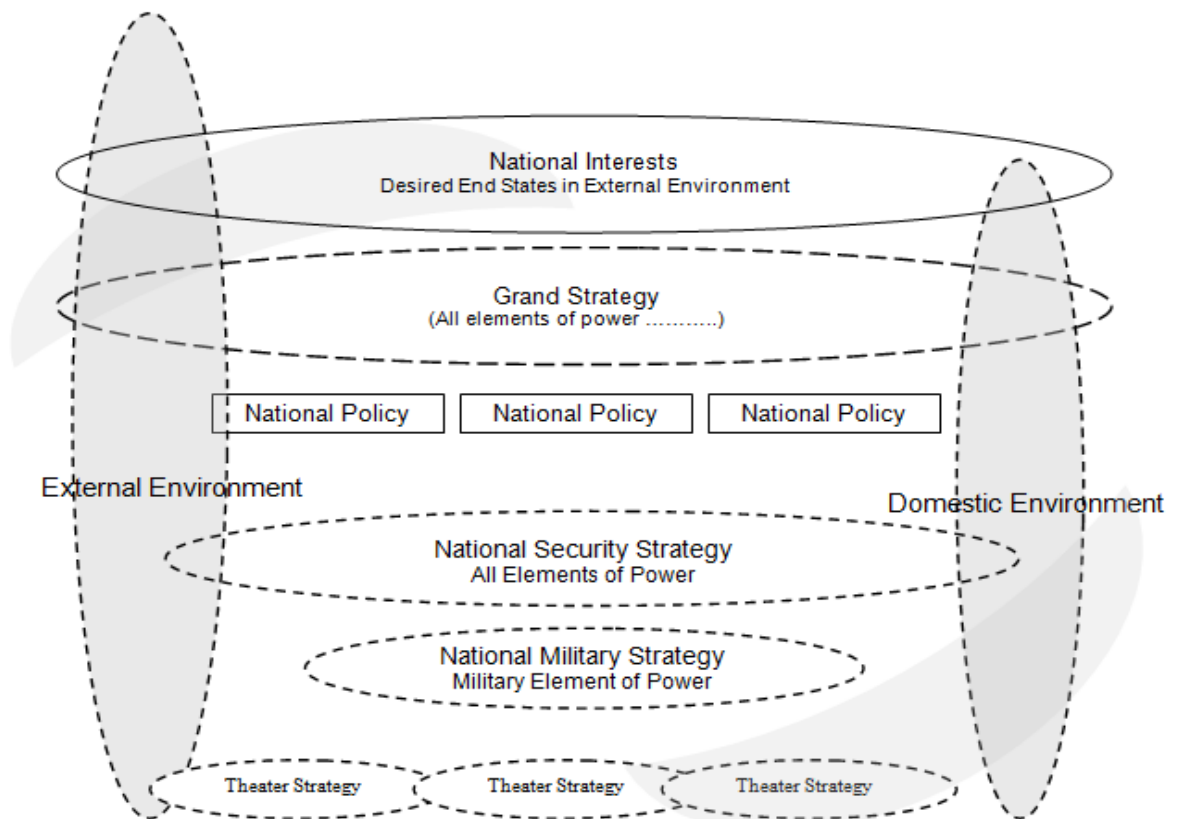 National Interests
Desired End States in External Environment
Grand Strategy
(All elements of power ………..)
National Policy
National Policy
National Policy
External Environment
Domestic Environment
National Security Strategy
All Elements of Power
National Military Strategy
Military Element of Power
Theater Strategy
Theater Strategy
Theater Strategy